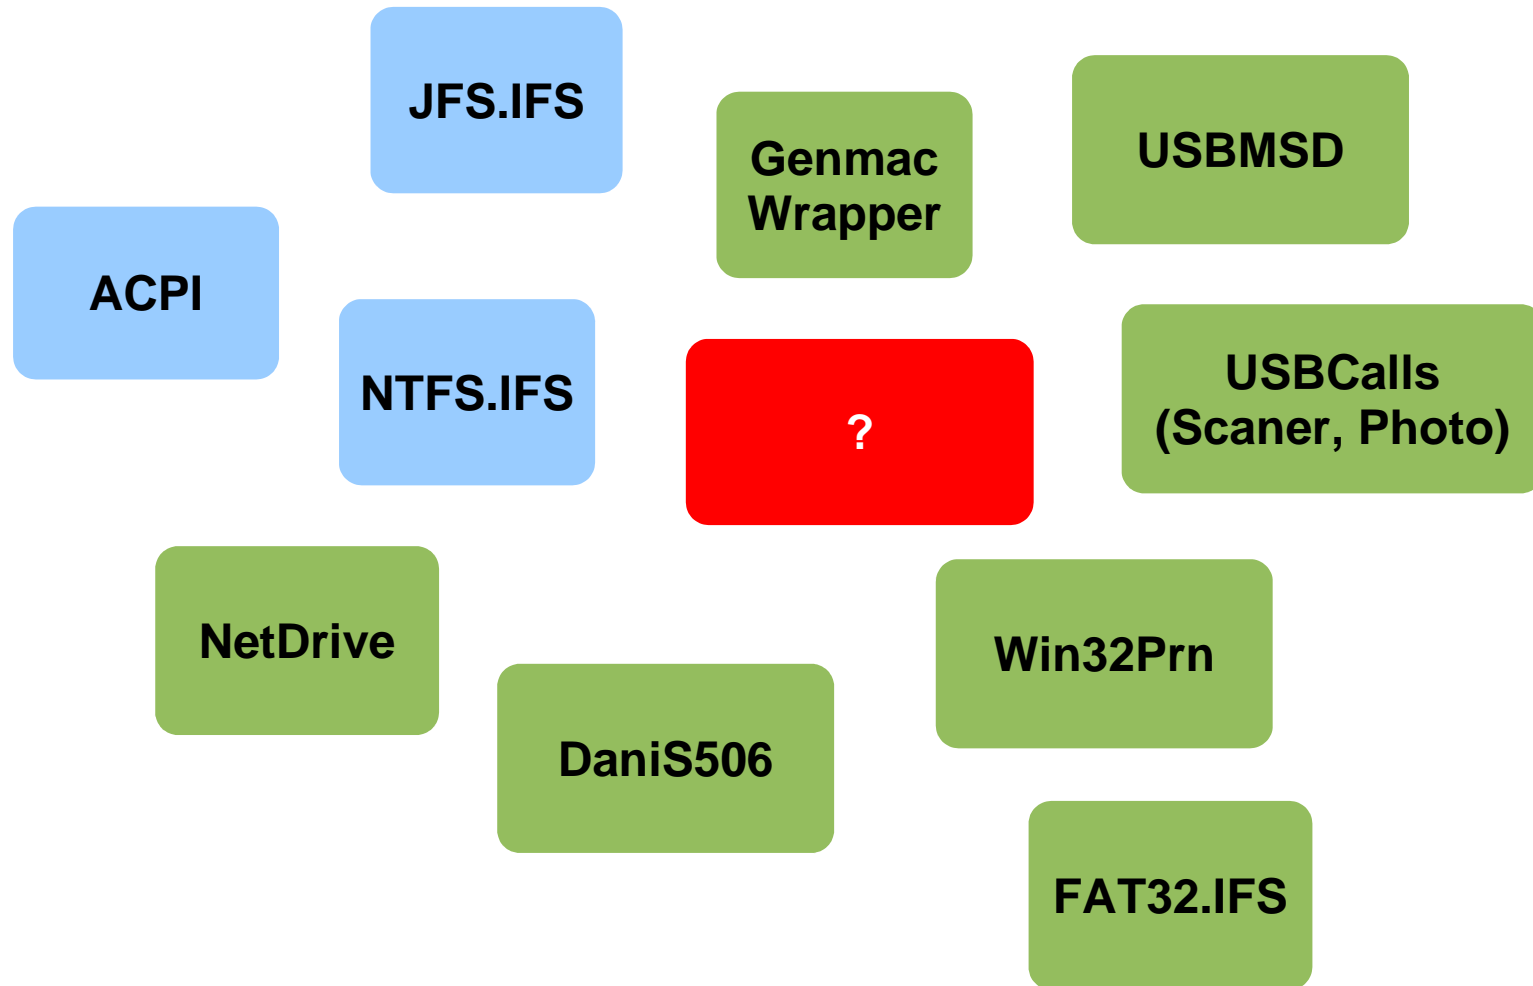 JFS.IFS
Genmac
Wrapper
USBMSD
ACPI
NTFS.IFS
?
USBCalls
(Scaner, Photo)
NetDrive
DaniS506
Win32Prn
FAT32.IFS